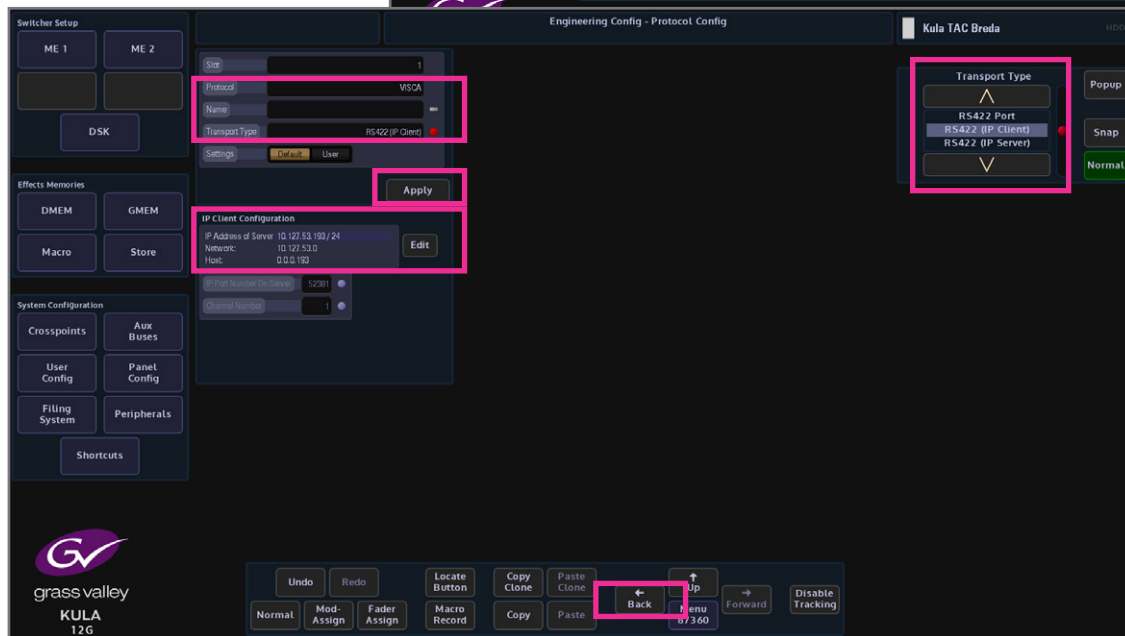 Switcher Setup
Engineering Config - Protocol Config
Kula TAC Breda
HDC
ME 1
ME 2
DSK
Slot
1
Protocol
VISCA
Name
Transport Type
RS422 (IP Client)
Settings
Default
User
Apply
Transport Type
RS422 Port
RS422 (IP Client)
RS422 (IP Server)
Popup
Snap
Normal
Effects Memories
DMEM
GMEM
Macro
Store
IP Client Configuration
IP Address of Server 10.127.53.193 / 24
Network: 10.127.53.0
Host: 0.0.0.193
Edit
IP Port Number On Server
52381
Channel Number
1
System Configuration
Crosspoints
Aux
Buses
User
Config
Panel
Config
Filing
System
Peripherals
Shortcuts
GV
grass valley
KULA
12G
Undo
Redo
Locate
Button
Copy
Clone
Paste
Clone
Back
Up
Forward
Disable
Tracking
Normal
Mod-
Assign
Fader
Assign
Macro
Record
Copy
Paste
Menu
87360